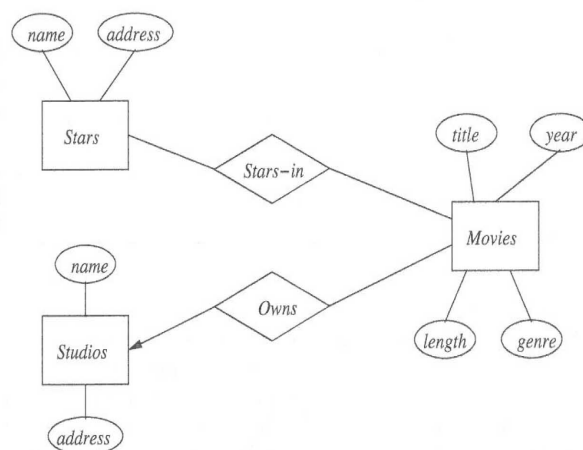 name
address
Stars
Stars-in
title
year
Movies
name
Owns
Studios
length
genre
address